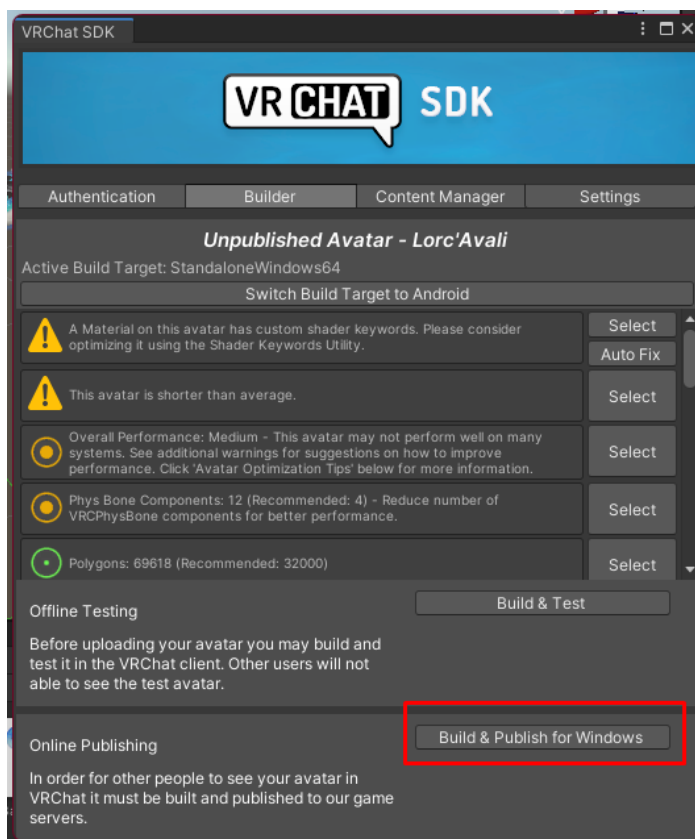 VRChat SDK
VRCHAT SDK
Authentication
Builder
Content Manager
Settings
Unpublished Avatar - Lorc'Avali
Active Build Target: StandaloneWindows64
Switch Build Target to Android
A Material on this avatar has custom shader keywords. Please consider
optimizing it using the Shader Keywords Utility.
Select
Auto Fix
This avatar is shorter than average.
Select
Overall Performance: Medium - This avatar may not perform well on many
systems. See additional warnings for suggestions on how to improve
performance. Click 'Avatar Optimization Tips' below for more information.
Select
Phys Bone Components: 12 (Recommended: 4) - Reduce number of
VRCPhysBone components for better performance.
Select
Polygons: 69618 (Recommended: 32000)
Select
Offline Testing
Build & Test
Before uploading your avatar you may build and
test it in the VRChat client. Other users will not
able to see the test avatar.
Online Publishing
Build & Publish for Windows
In order for other people to see your avatar in
VRChat it must be built and published to our game
servers.